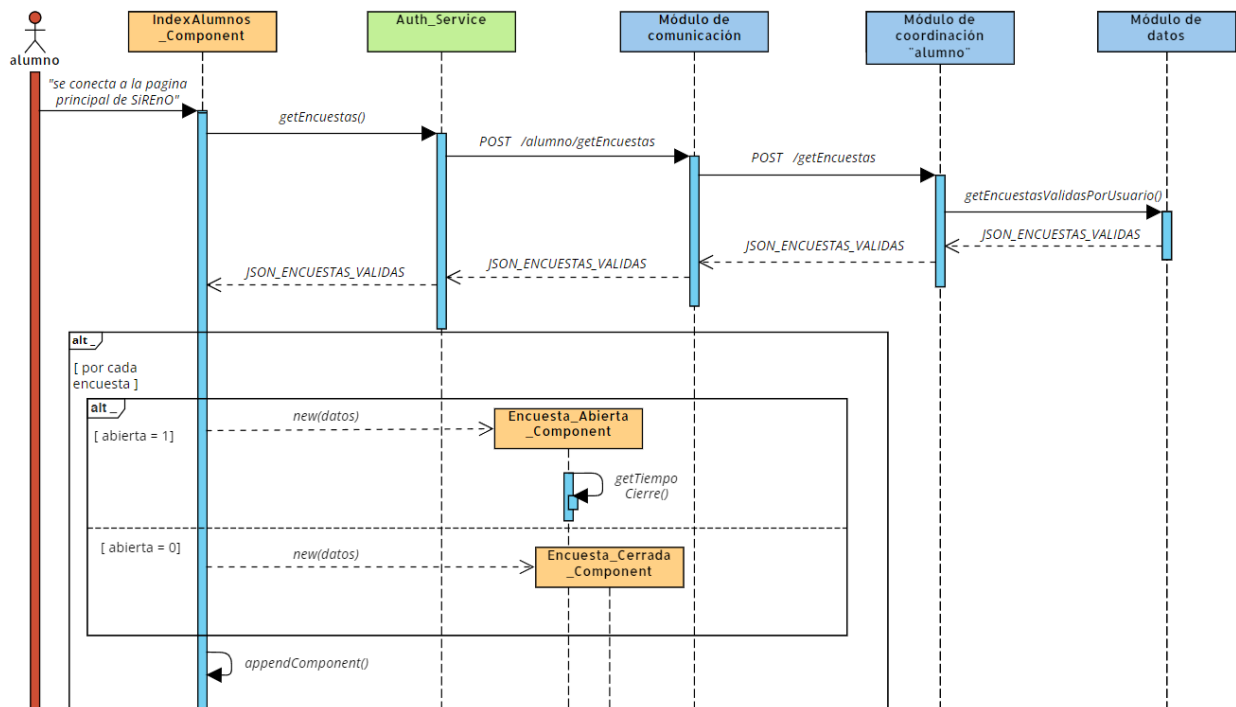 IndexAlumnos
_Component
Auth_Service
Módulo de
comunicación
Módulo de
coordinación
¨alumno¨
Módulo de
datos
alumno
"se conecta a la pagina
principal de SiREnO"
getEncuestas()
POST /alumno/getEncuestas
POST /getEncuestas
getEncuestasValidasPorUsuario()
JSON_ENCUESTAS_VALIDAS
JSON_ENCUESTAS_VALIDAS
JSON_ENCUESTAS_VALIDAS
JSON_ENCUESTAS_VALIDAS
alt_
[ por cada
encuesta ]
alt_
[ abierta = 1]
new(datos)
Encuesta_Abierta
_Component
getTiempo
Cierre()
[ abierta = 0]
new(datos)
Encuesta_Cerrada
_Component
appendComponent()